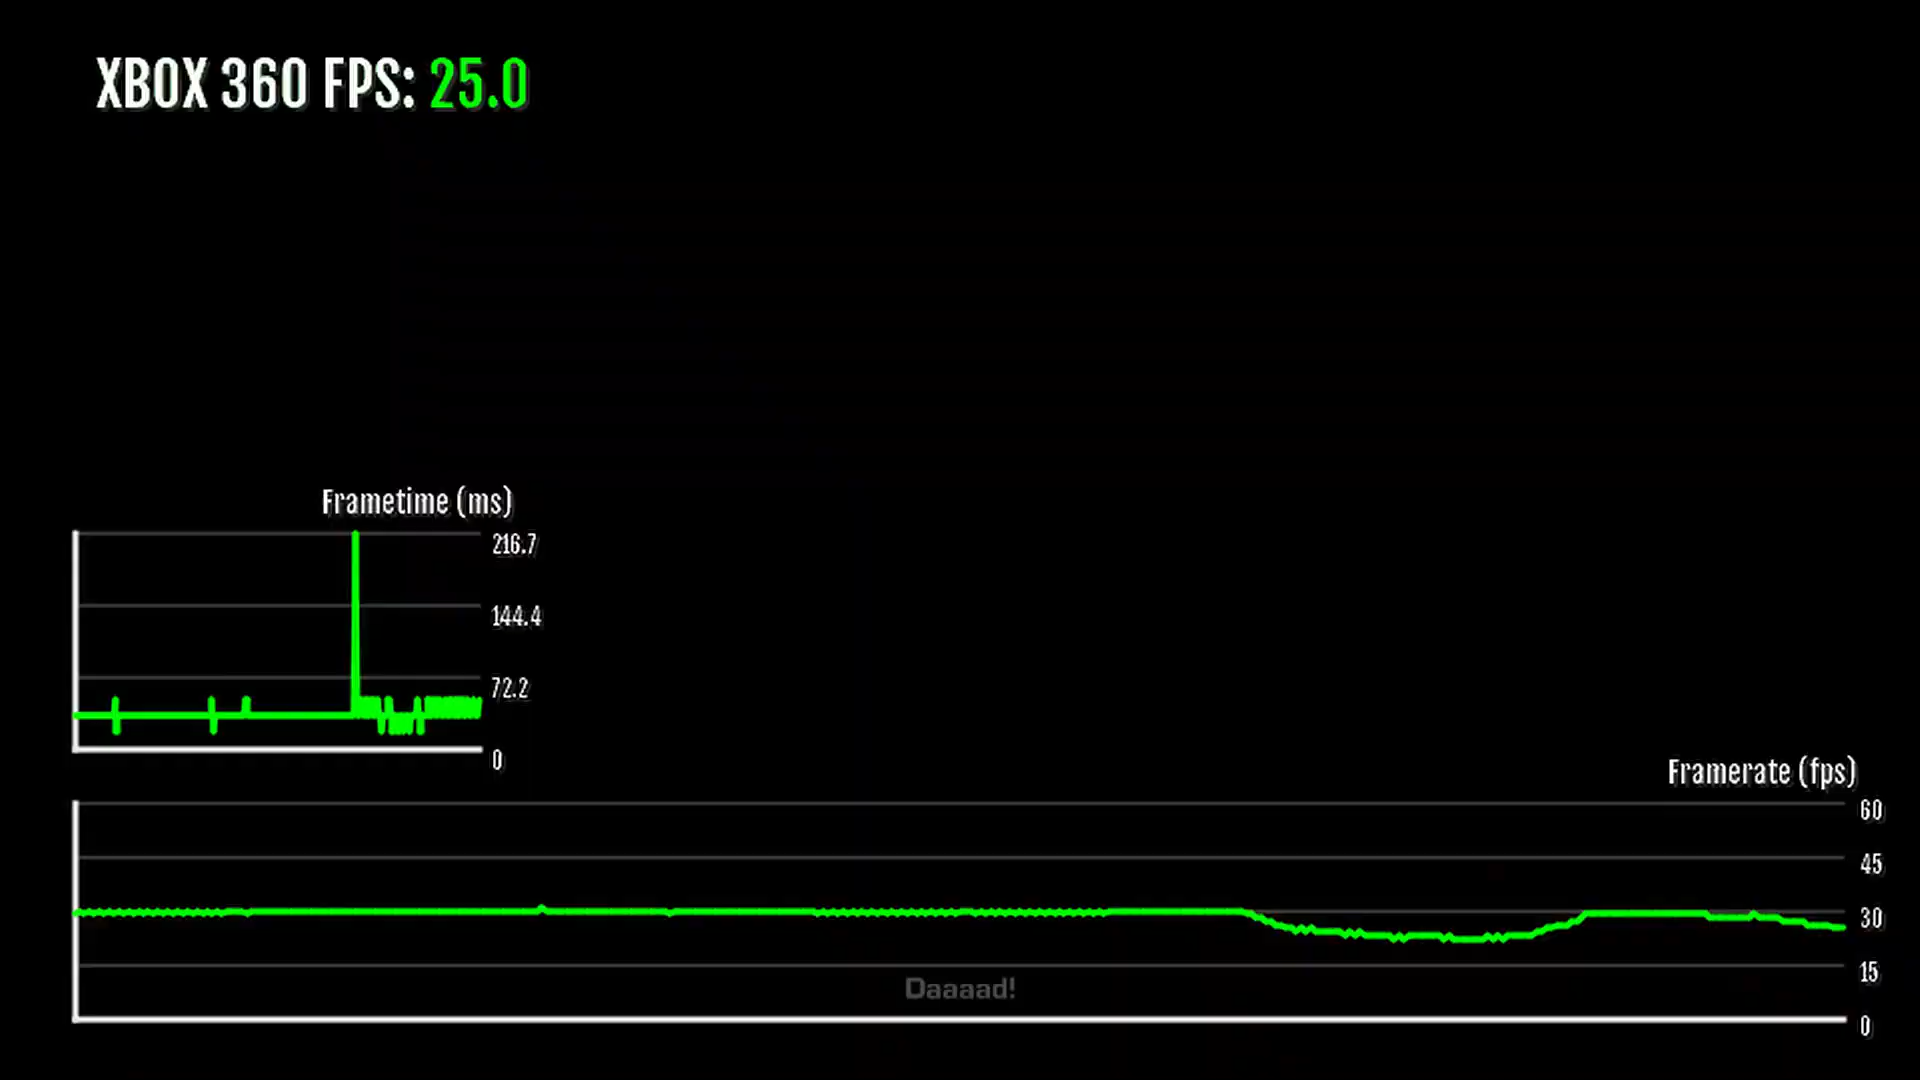 XBOX 360 FPS: 25.0
Frametime (ms)
216.7
144.4
72.2
0
Framerate (fps)
60
45
30
15
Daaaad!
0